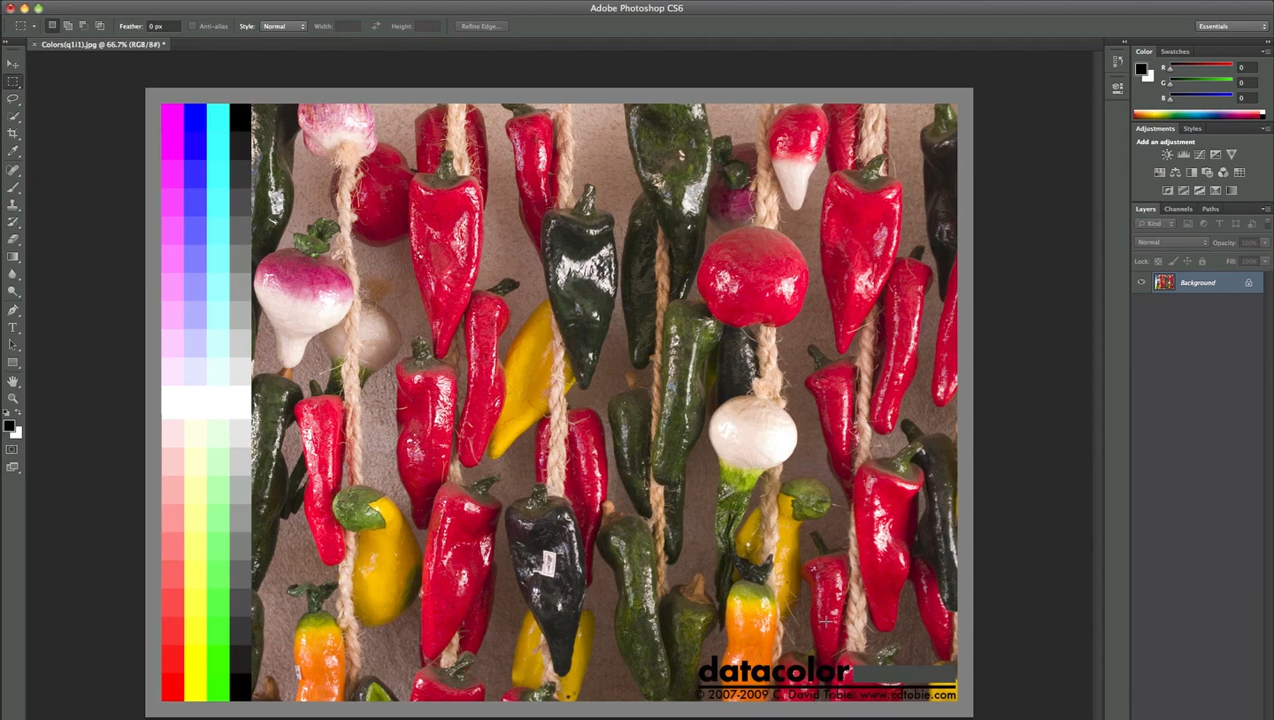 Adobe Photoshop CS6
Feather: 0 px
Anti-alias
Style: Normal
Width:
Height:
Refine Edge...
Essentials
× Colors(q1i1).jpg @ 66.7% (RGB/8#) *
Color
Swatches
R 0
G 0
B 0
Adjustments
Styles
Add an adjustment
Layers
Channels
Paths
Kind
Normal
Opacity: 100%
Lock:
Fill: 100%
Background
datacolor
© 2007-2009 C. David Tobie www.cdtobie.com